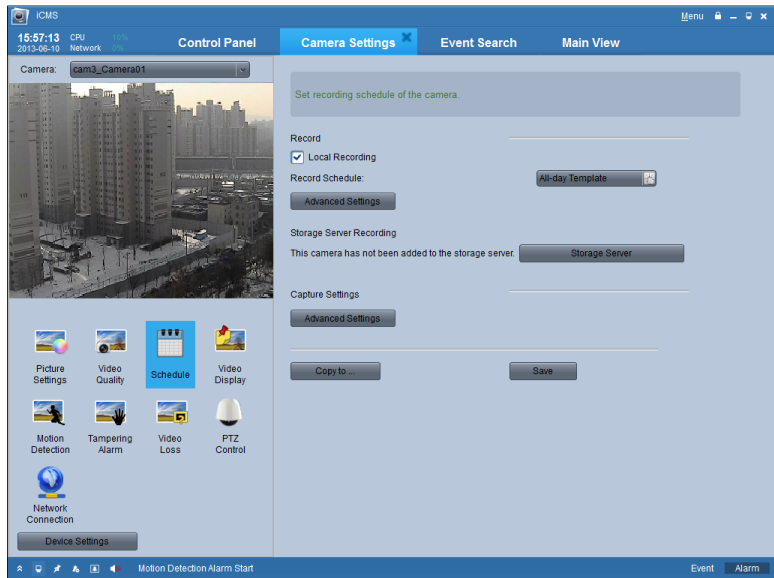 iCMS
Menu
15:57:13 CPU 10%
2013-06-10 Network 0%
Control Panel
Camera Settings
Event Search
Main View
Camera: cam3_Camera01
Set recording schedule of the camera.
Record
Local Recording
Record Schedule: All-day Template
Advanced Settings
Storage Server Recording
This camera has not been added to the storage server. Storage Server
Capture Settings
Advanced Settings
Copy to ... Save
Picture Settings
Video Quality
Schedule
Video Display
Motion Detection
Tampering Alarm
Video Loss
PTZ Control
Network Connection
Device Settings
Motion Detection Alarm Start
Event Alarm